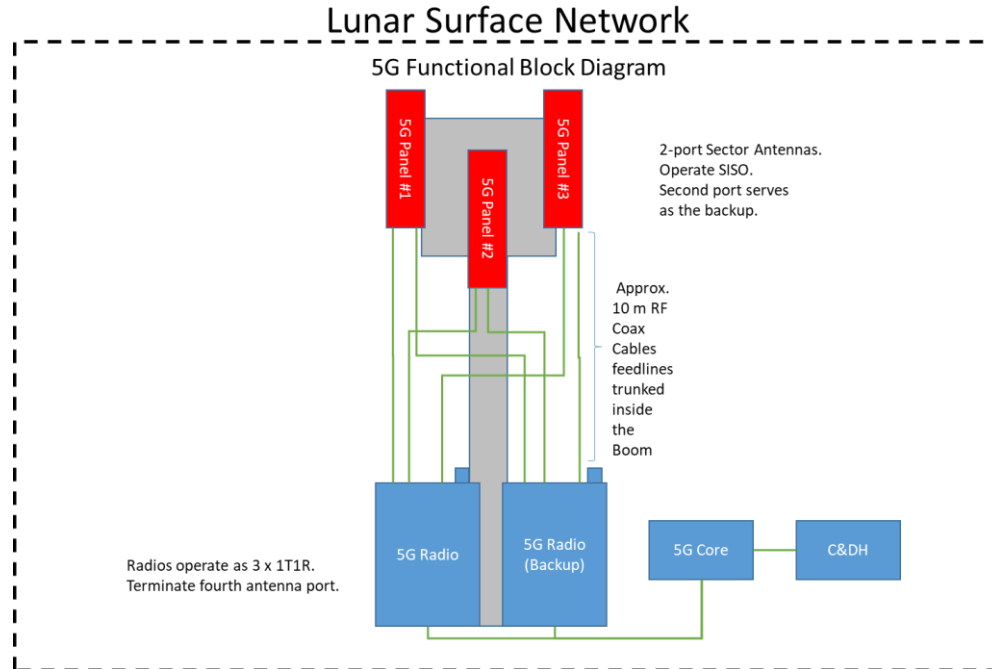 Lunar Surface Network
5G Functional Block Diagram
5G Panel #1
5G Panel #2
5G Panel #3
2-port Sector Antennas.
Operate SISO.
Second port serves
as the backup.
Approx.
10 m RF
Coax
Cables
feedlines
trunked
inside
the
Boom
Radios operate as 3 x 1T1R.
Terminate fourth antenna port.
5G Radio
5G Radio
(Backup)
5G Core
C&DH